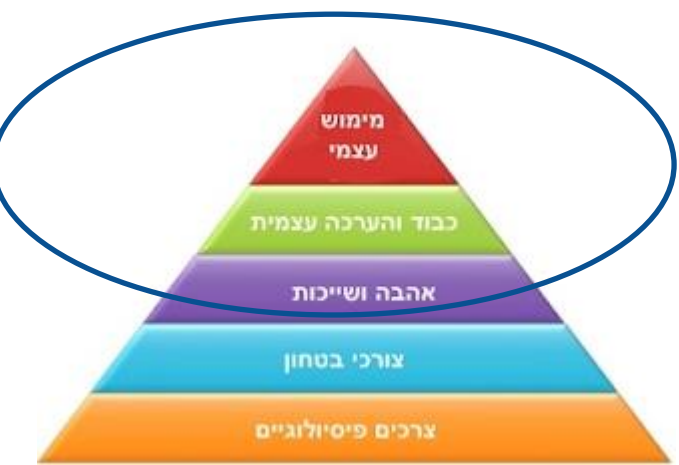 מימוש
עצמי
כבוד והערכה עצמית
אהבה ושייכות
צורכי בטחון
צרכים פיסיולוגיים